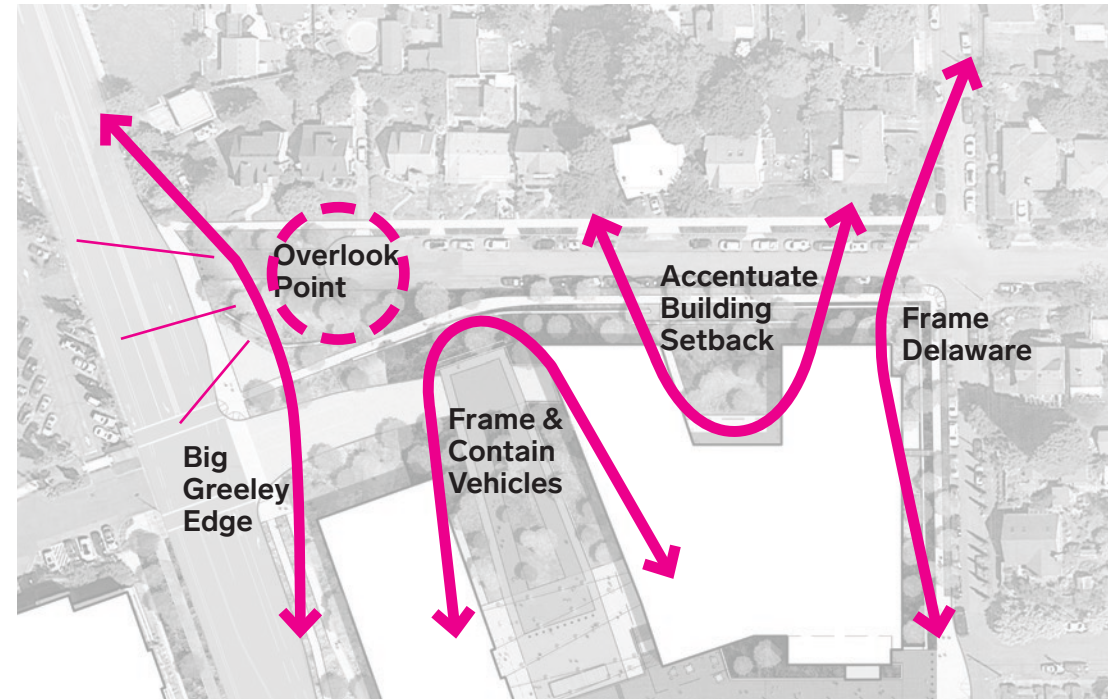 Overlook
Point
Accentuate
Building
Setback
Frame
Delaware
Frame &
Contain
Vehicles
Big
Greeley
Edge